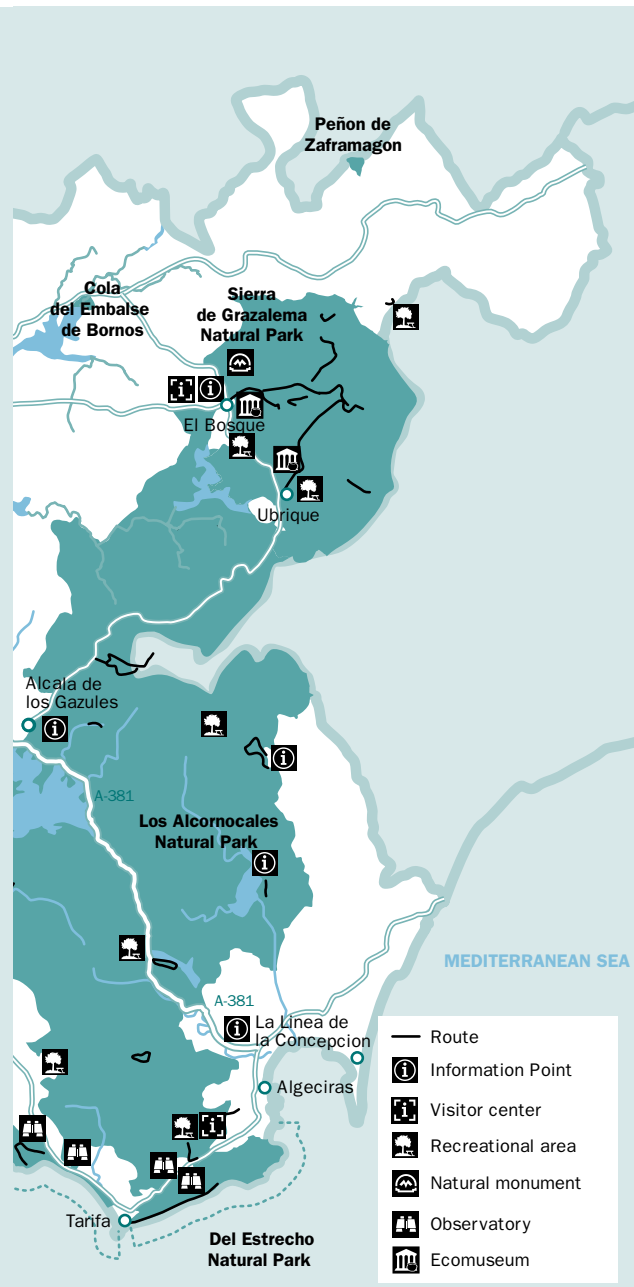 Peñon de
Zaframagon
Cola
del Embalse
de Bornos
Sierra
de Grazalema
Natural Park
El Bosque
Ubrique
Alcala de
los Gazules
A-381
Los Alcornocales
Natural Park
MEDITERRANEAN SEA
A-381
La Linea de
la Concepcion
Algeciras
Tarifa
Del Estrecho
Natural Park
Route
Information Point
Visitor center
Recreational area
Natural monument
Observatory
Ecomuseum